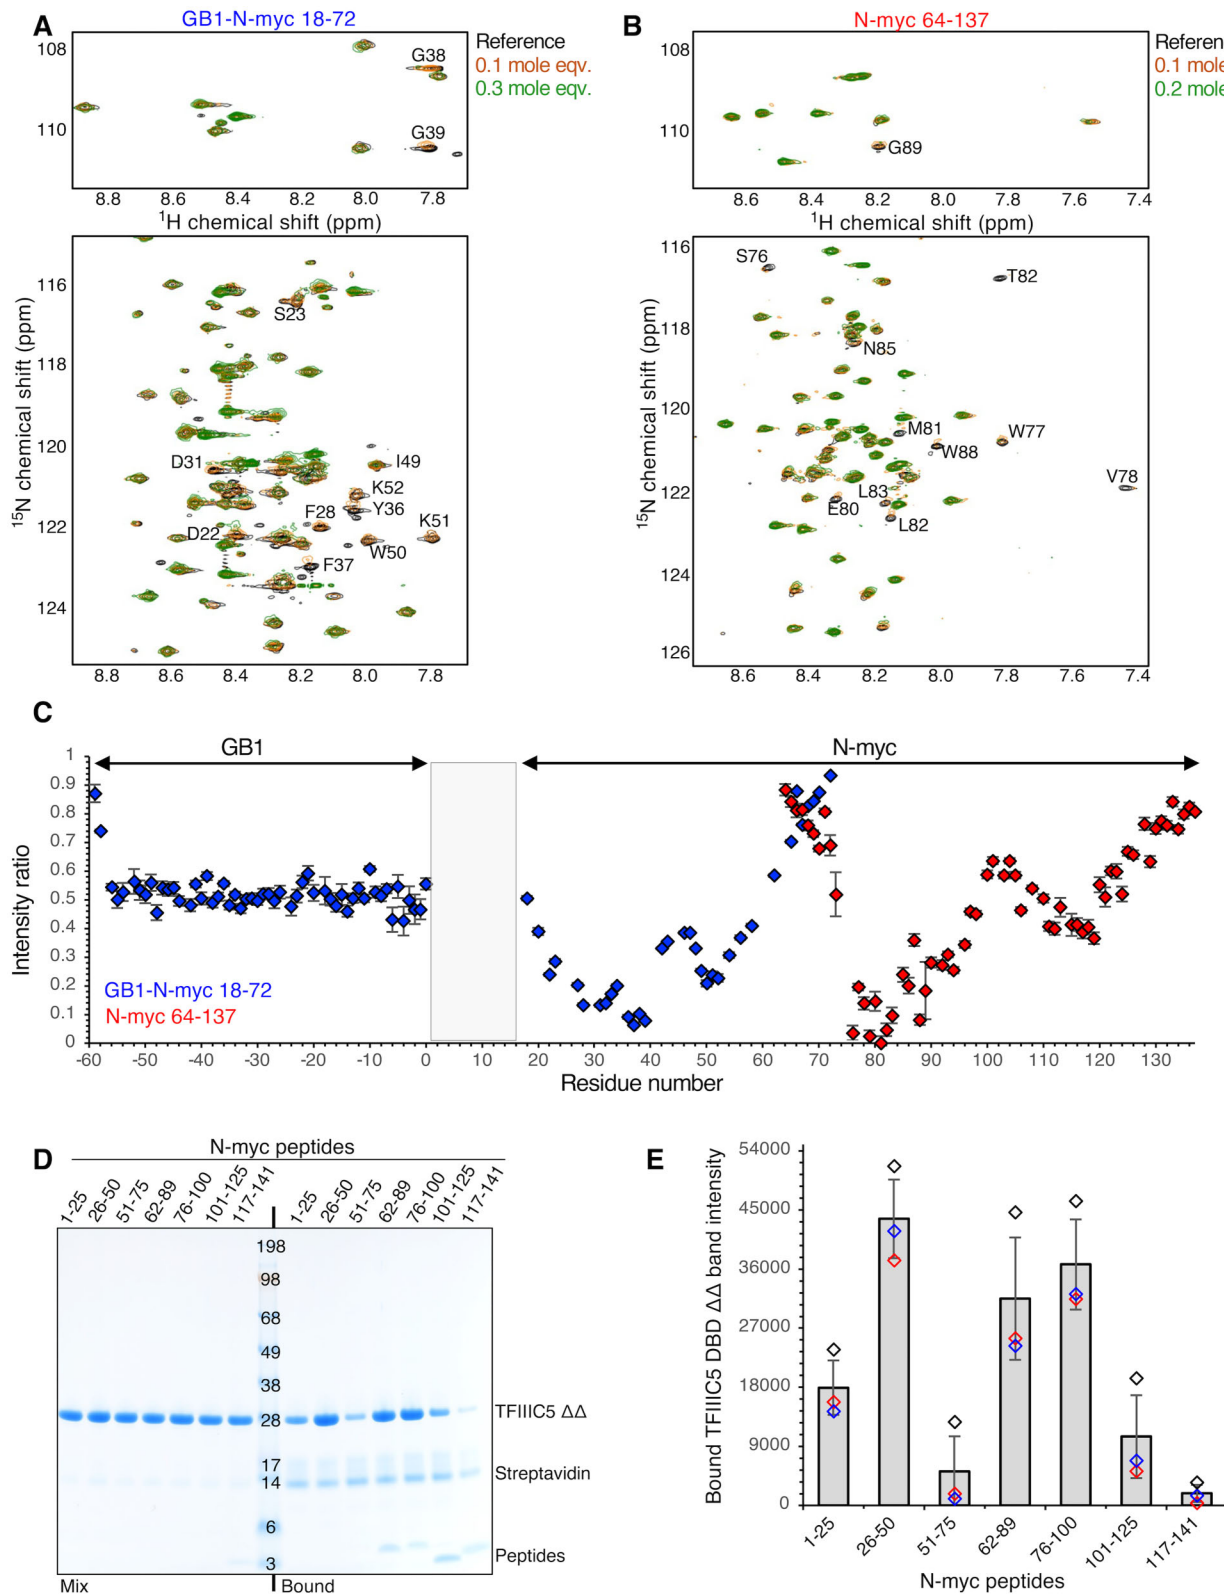 A
GB1-N-myc 18-72
Reference
0.1 mole eqv.
0.3 mole eqv.
108
110
G38
G39
8.8 8.6 8.4 8.2 8.0 7.8
¹H chemical shift (ppm)
¹⁵N chemical shift (ppm)
116
118
120
122
124
S23
D31
I49
K52
Y36
F28
K51
D22
W50
F37
8.8 8.6 8.4 8.2 8.0 7.8
B
N-myc 64-137
Referen
0.1 mole
0.2 mole
108
110
G89
8.6 8.4 8.2 8.0 7.8 7.6 7.4
¹H chemical shift (ppm)
¹⁵N chemical shift (ppm)
116
118
120
122
124
126
S76
T82
N85
M81
W77
W88
V78
L83
E80
L82
8.6 8.4 8.2 8.0 7.8 7.6 7.4
C
GB1
N-myc
Intensity ratio
1
0.9
0.8
0.7
0.6
0.5
0.4
0.3
0.2
0.1
0
GB1-N-myc 18-72
N-myc 64-137
-60 -50 -40 -30 -20 -10 0 10 20 30 40 50 60 70 80 90 100 110 120 130
Residue number
D
N-myc peptides
1-25 26-50 51-75 62-89 76-100 101-125 117-141 1-25 26-50 51-75 62-89 76-100 101-125 117-141
198
98
68
49
38
28
17
14
6
3
TFIIIC5 ΔΔ
Streptavidin
Peptides
Mix Bound
E
Bound TFIIIC5 DBD ΔΔ band intensity
54000
45000
36000
27000
18000
9000
0
1-25 26-50 51-75 62-89 76-100 101-125 117-141
N-myc peptides